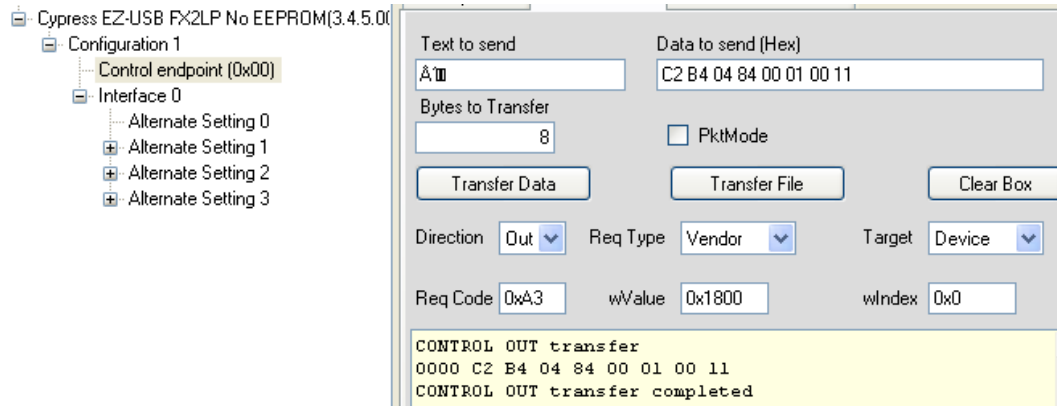 Cypress EZ-USB FX2LP No EEPROM(3.4.5.0
Configuration 1
Control endpoint (0x00)
Interface 0
Alternate Setting 0
Alternate Setting 1
Alternate Setting 2
Alternate Setting 3
Text to send Data to send (Hex)
C2 B4 04 84 00 01 00 11
Bytes to Transfer
8 PktMode
Transfer Data Transfer File Clear Box
Direction Out Req Type Vendor Target Device
Req Code 0xA3 wValue 0x1800 wIndex 0x0
CONTROL OUT transfer
0000 C2 B4 04 84 00 01 00 11
CONTROL OUT transfer completed